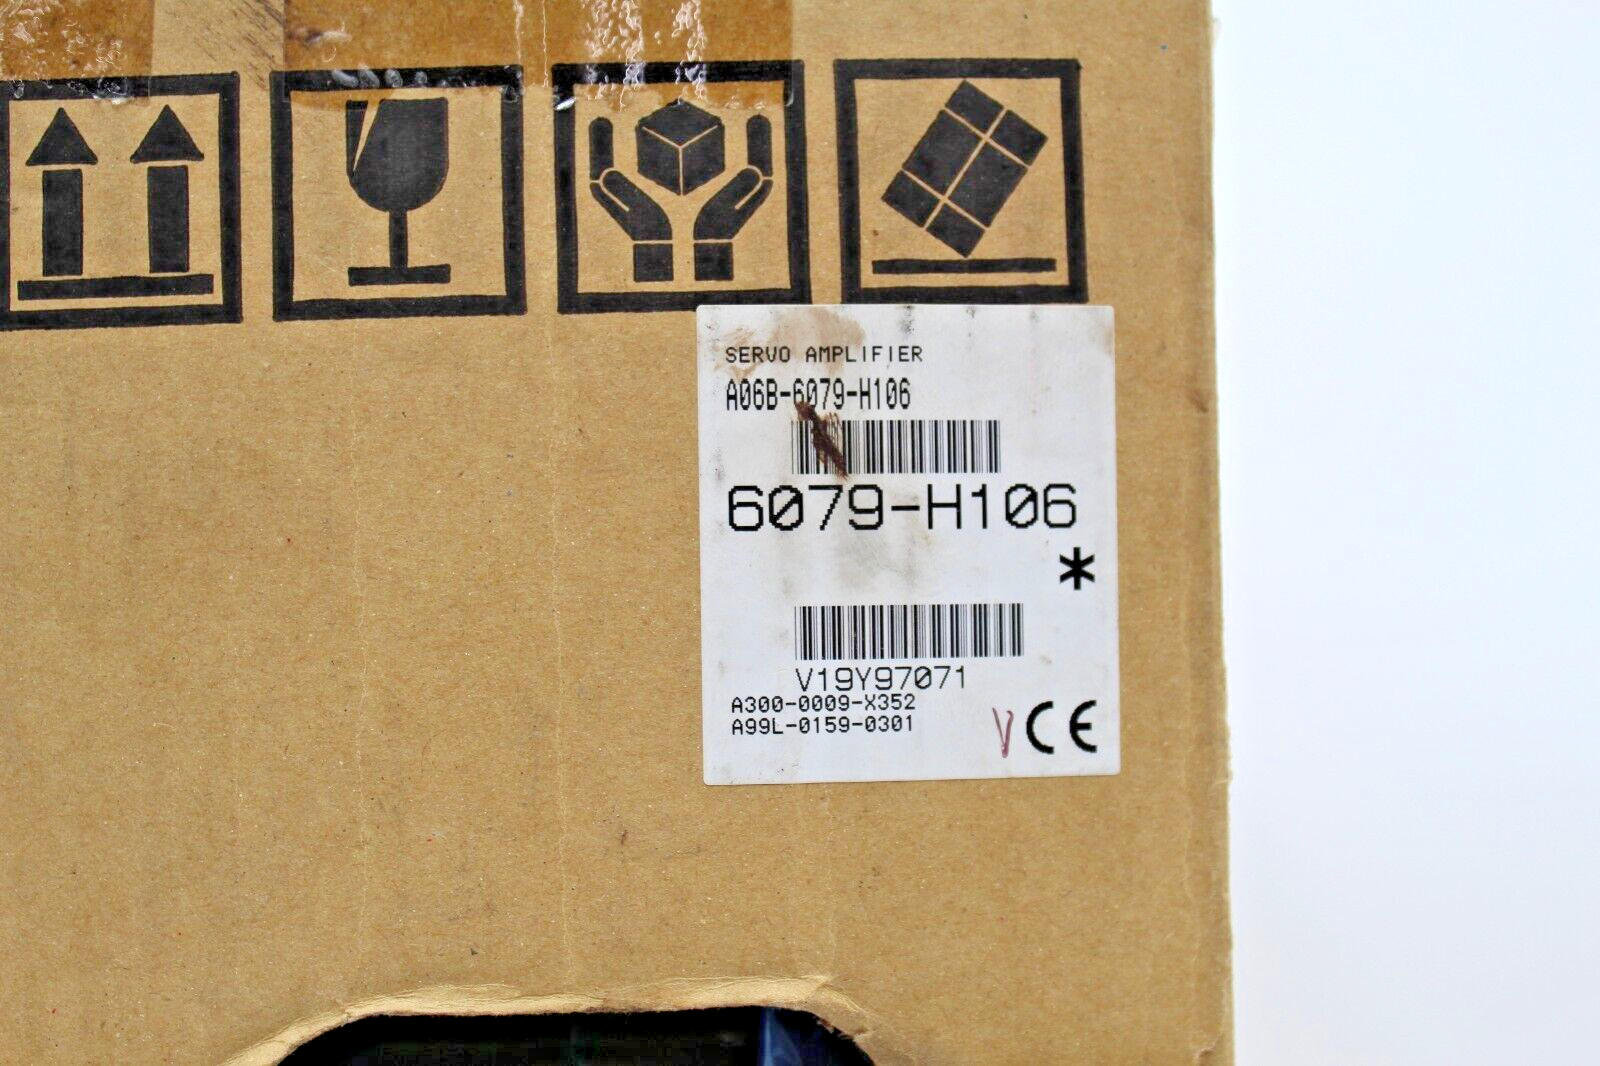 SERVO AMPLIFIER
A06B-6079-H106
6079-H106
*
V19Y97071
A300-0009-X352
A99L-0159-0301
V CE